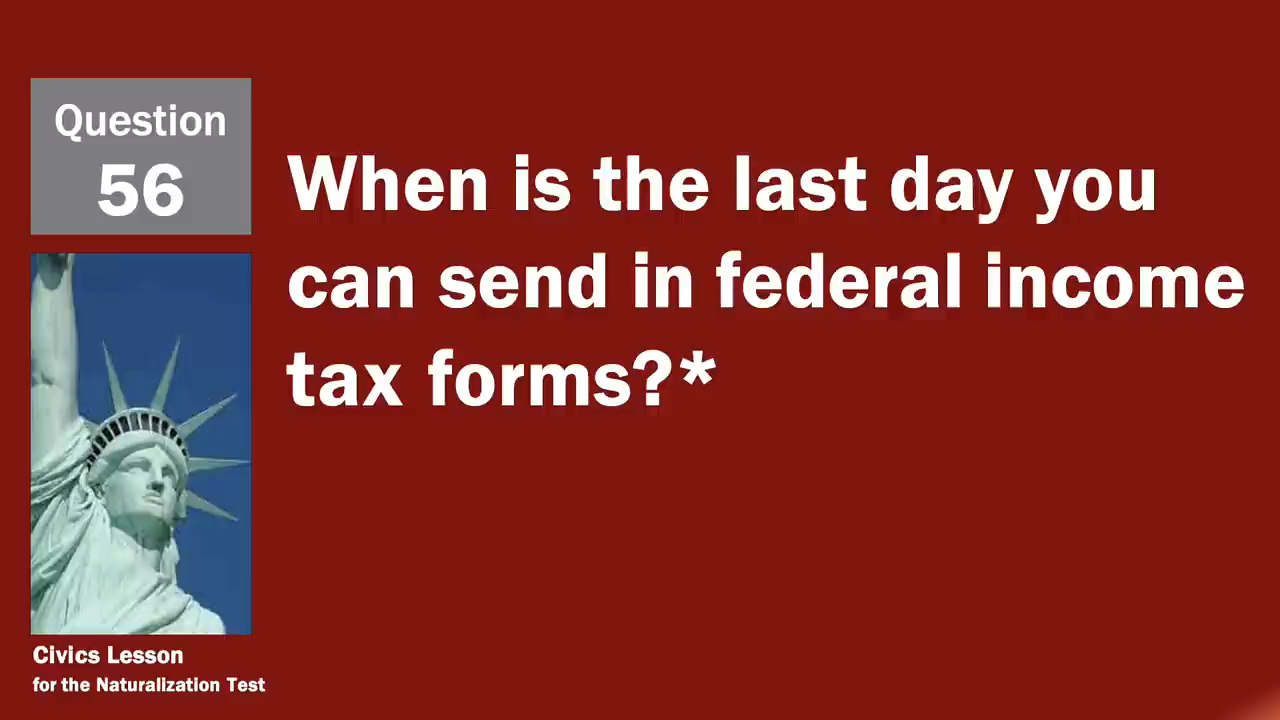 Question
56
When is the last day you
can send in federal income
tax forms?*
Civics Lesson
for the Naturalization Test